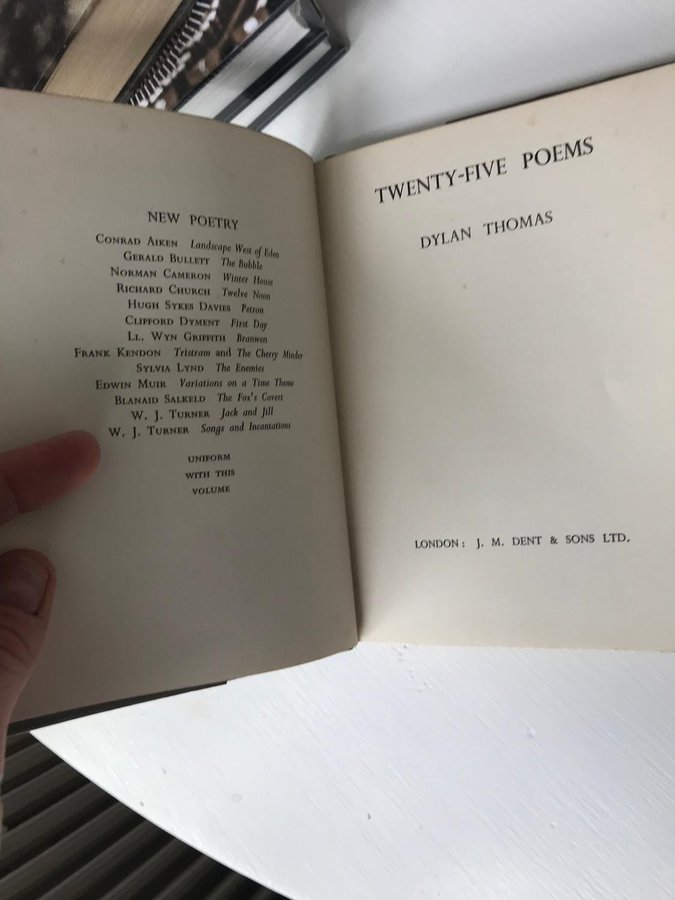 NEW POETRY
CONRAD AIKEN Landscape West of Eden
GERALD BULLETT The Bubble
NORMAN CAMERON Winter House
RICHARD CHURCH Twelve Noon
HUGH SYKES DAVIES Petron
CLIFFORD DYMENT First Day
LL. WYN GRIFFITH Branwen
FRANK KENDON Tristram and The Cherry Minder
SYLVIA LYND The Enemies
EDWIN MUIR Variations on a Time Theme
BLANAID SALKELD The Fox's Covert
W. J. TURNER Jack and Jill
W. J. TURNER Songs and Incantations
UNIFORM
WITH THIS
VOLUME
TWENTY-FIVE POEMS
DYLAN THOMAS
LONDON: J. M. DENT & SONS LTD.